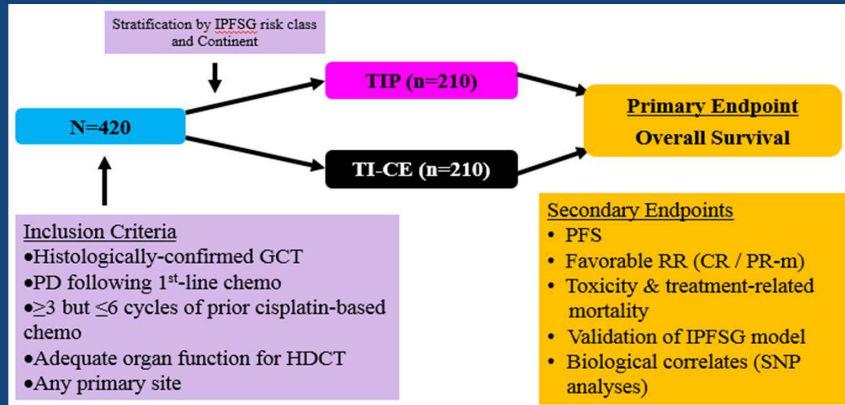 Stratification by IPFSG risk class
and Continent
TIP (n=210)
N=420
TI-CE (n=210)
Primary Endpoint
Overall Survival
Inclusion Criteria
•Histologically-confirmed GCT
•PD following 1st-line chemo
•≥3 but ≤6 cycles of prior cisplatin-based
chemo
•Adequate organ function for HDCT
•Any primary site
Secondary Endpoints
• PFS
• Favorable RR (CR / PR-m)
• Toxicity & treatment-related
mortality
• Validation of IPFSG model
• Biological correlates (SNP
analyses)